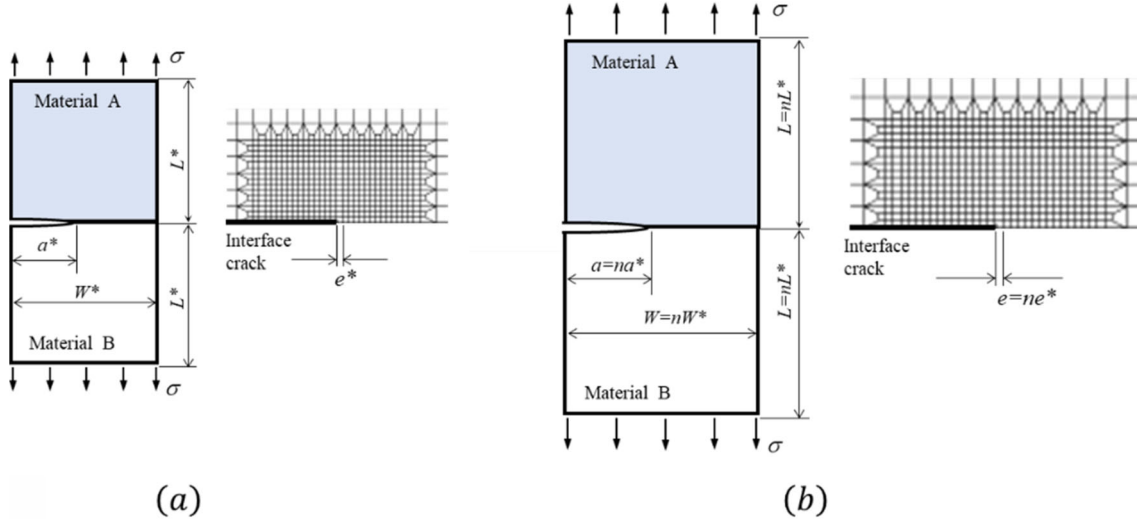 σ
Material A
L*
a*
Interface
crack
e*
W*
L*
Material B
σ
(a)
σ
Material A
L=nL*
a=na*
Interface
crack
e=ne*
W=nW*
L=nL*
Material B
σ
(b)